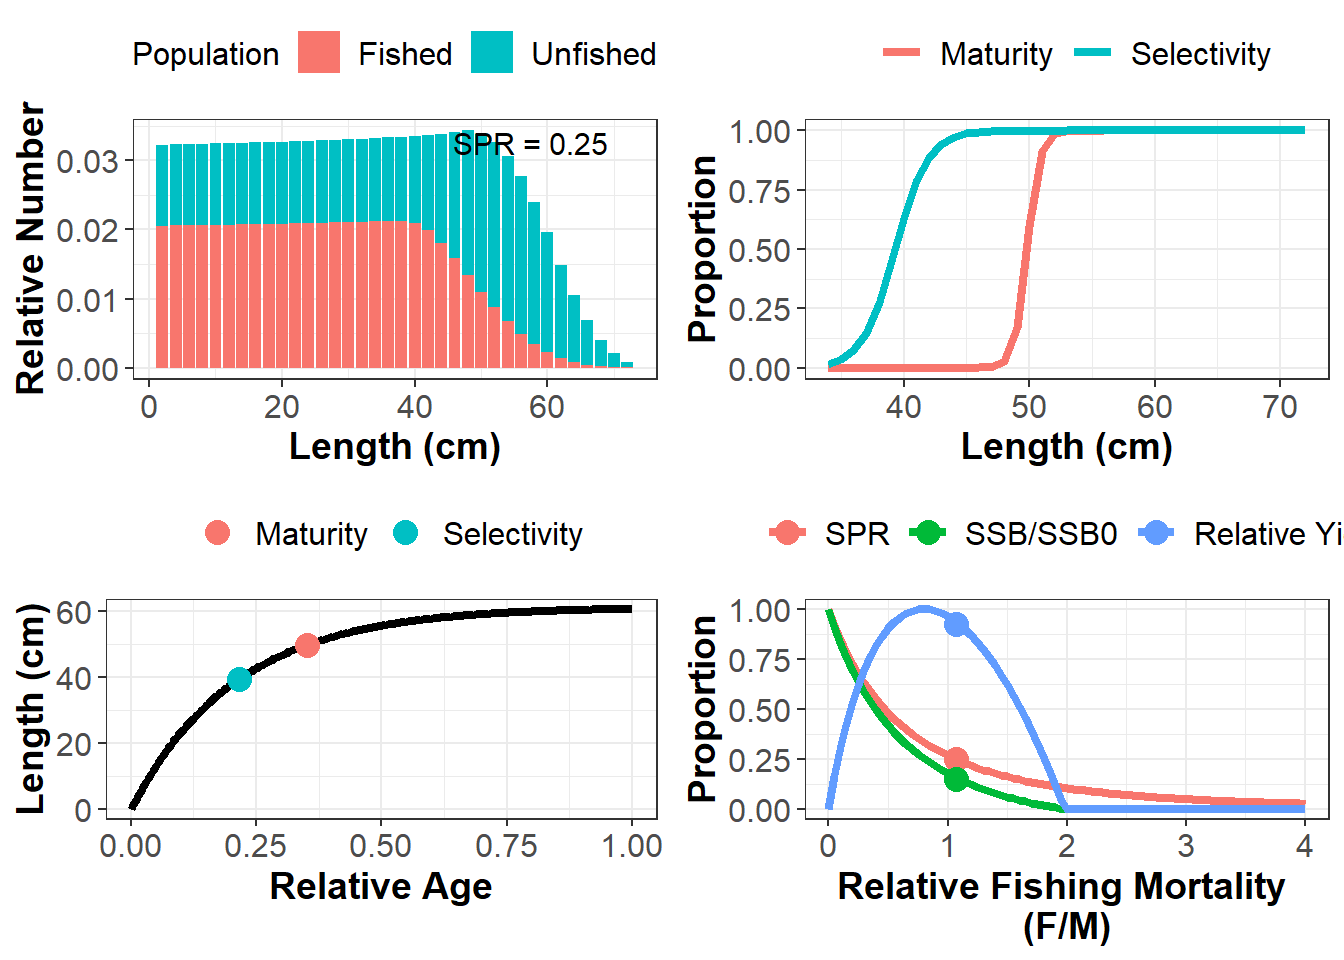 Population Fished Unfished
SPR = 0.25
Relative Number
0.03
0.02
0.01
0.00
0 20 40 60
Length (cm)
Maturity Selectivity
Proportion
1.00
0.75
0.50
0.25
0.00
40 50 60 70
Length (cm)
Maturity Selectivity
Length (cm)
60
40
20
0
0.00 0.25 0.50 0.75 1.00
Relative Age
SPR SSB/SSB0 Relative Yi
Proportion
1.00
0.75
0.50
0.25
0.00
0 1 2 3 4
Relative Fishing Mortality
(F/M)